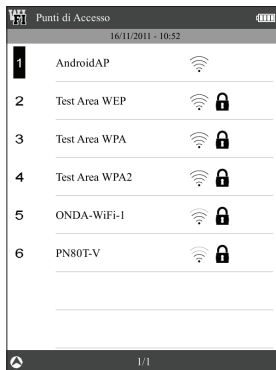 Punti di Accesso
16/11/2011 - 10:52
1 AndroidAP
2 Test Area WEP
3 Test Area WPA
4 Test Area WPA2
5 ONDA-WiFi-1
6 PN80T-V
1/1